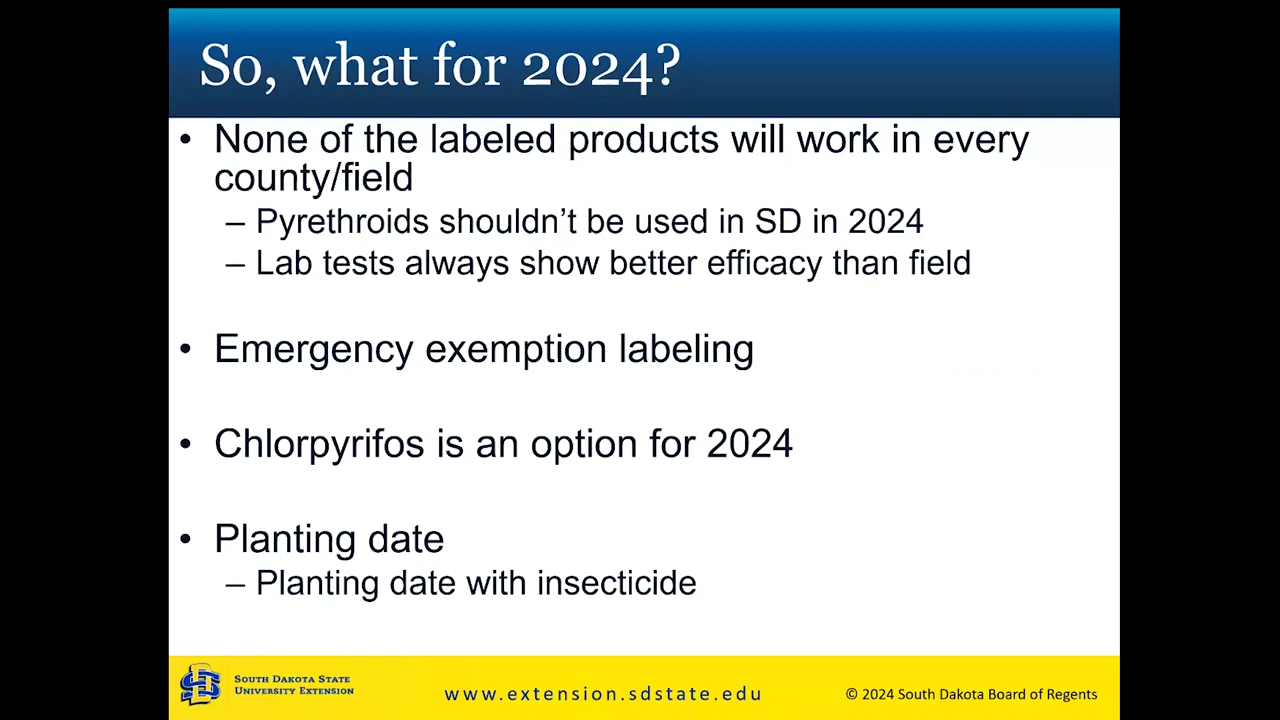 So, what for 2024?
• None of the labeled products will work in every
county/field
– Pyrethroids shouldn't be used in SD in 2024
– Lab tests always show better efficacy than field
• Emergency exemption labeling
• Chlorpyrifos is an option for 2024
• Planting date
– Planting date with insecticide
SOUTH DAKOTA STATE
UNIVERSITY EXTENSION
www.extension.sdstate.edu
© 2024 South Dakota Board of Regents